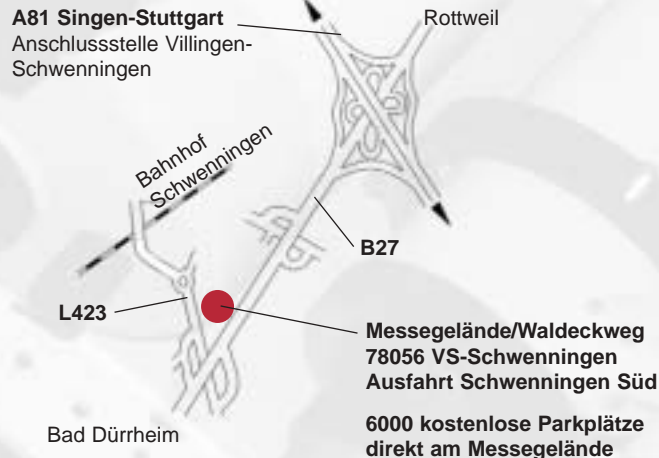 A81 Singen-Stuttgart
Anschlussstelle Villingen-
Schwenningen
Rottweil
Bahnhof
Schwenningen
B27
L423
Messegelände/Waldeckweg
78056 VS-Schwenningen
Ausfahrt Schwenningen Süd
6000 kostenlose Parkplätze
direkt am Messegelände
Bad Dürrheim